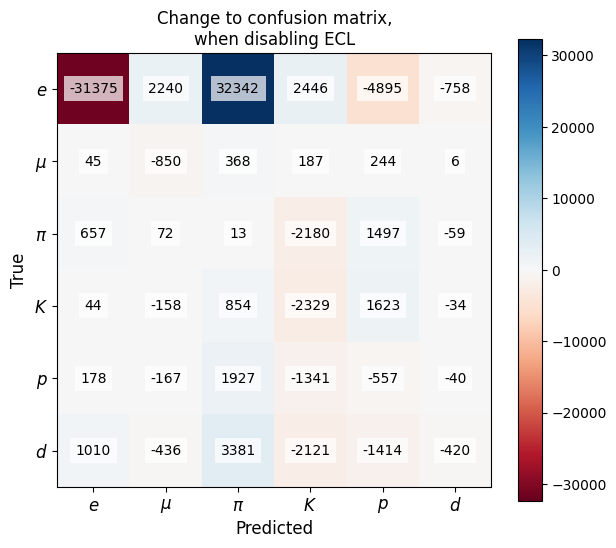 Change to confusion matrix,
when disabling ECL
e -31375 2240 32342 2446 -4895 -758
μ 45 -850 368 187 244 6
π 657 72 13 -2180 1497 -59
K 44 -158 854 -2329 1623 -34
p 178 -167 1927 -1341 -557 -40
d 1010 -436 3381 -2121 -1414 -420
e μ π K p d
Predicted
True
30000
20000
10000
0
−10000
−20000
−30000